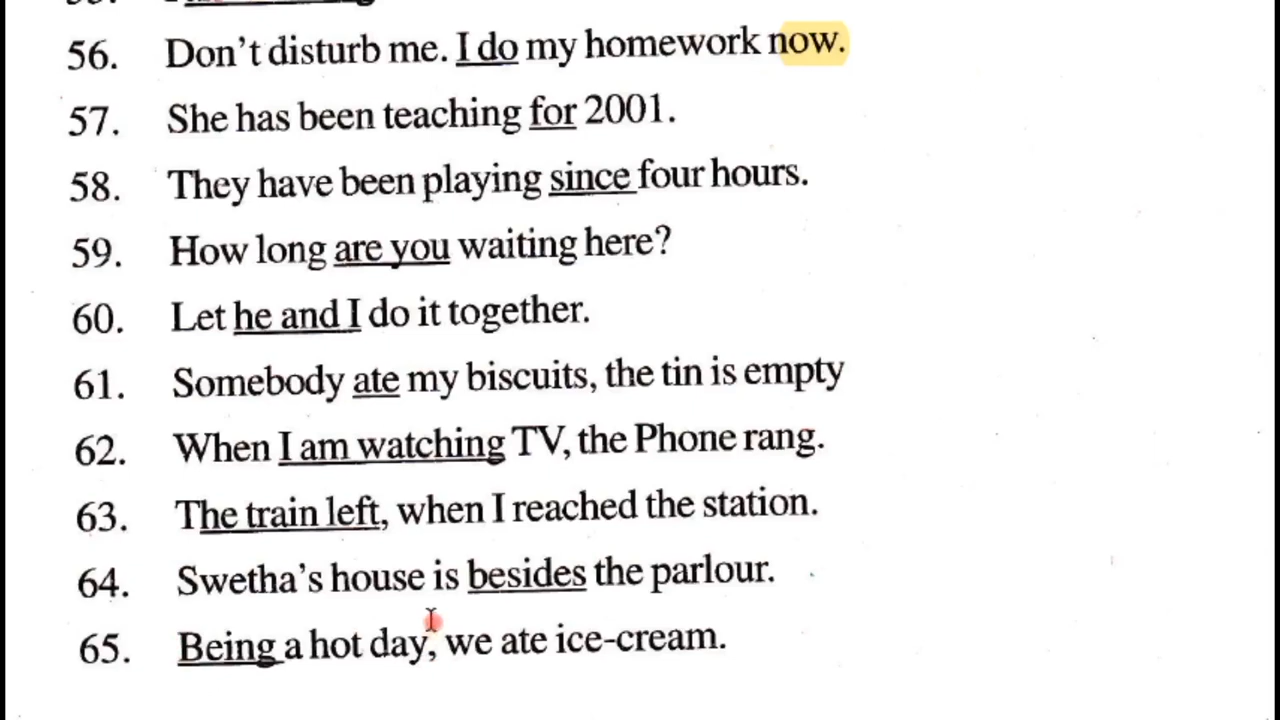 56. Don't disturb me. I do my homework now.
57. She has been teaching for 2001.
58. They have been playing since four hours.
59. How long are you waiting here?
60. Let he and I do it together.
61. Somebody ate my biscuits, the tin is empty
62. When I am watching TV, the Phone rang.
63. The train left, when I reached the station.
64. Swetha's house is besides the parlour.
65. Being a hot day, we ate ice-cream.